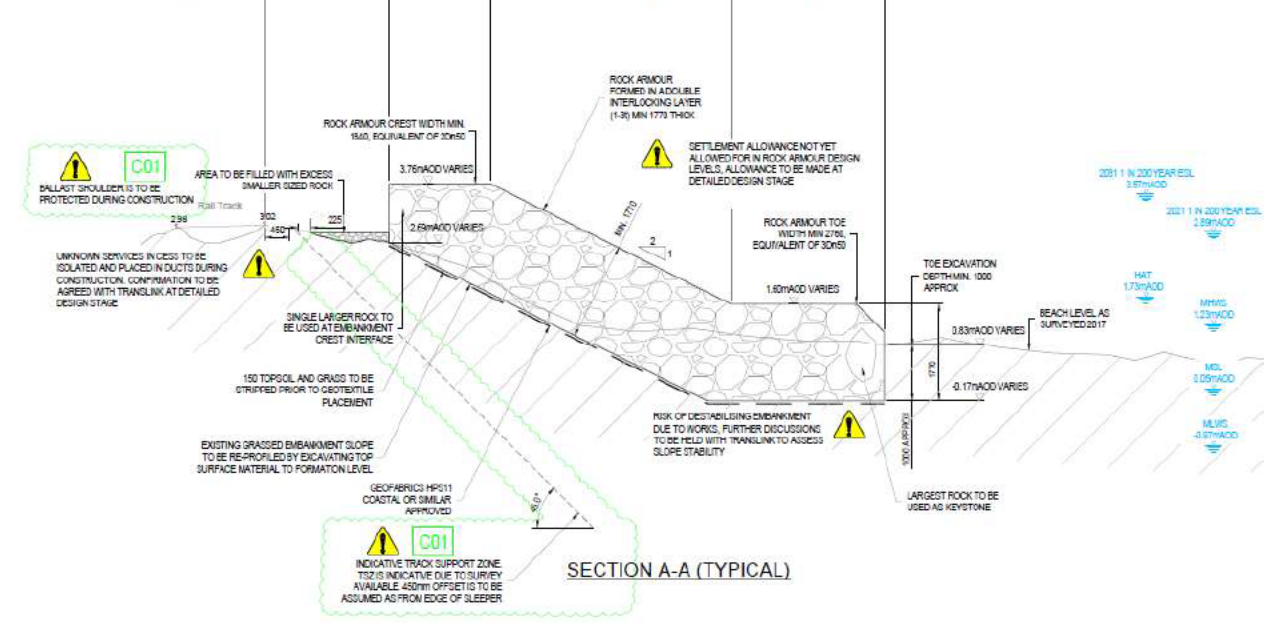 ROCK ARMOUR
FORMED IN A DOUBLE
INTERLOCKING LAYER
(1-3t) MIN 1770 THICK
ROCK ARMOUR CREST WIDTH MIN.
1840, EQUIVALENT OF 3Dn50
SETTLEMENT ALLOWANCE NOT YET
ALLOWED FOR IN ROCK ARMOUR DESIGN
LEVELS, ALLOWANCE TO BE MADE AT
DETAILED DESIGN STAGE
C01
BALLAST SHOULDER IS TO BE
PROTECTED DURING CONSTRUCTION
AREA TO BE FILLED WITH EXCESS
SMALLER SIZED ROCK
3.76mAOD VARIES
2081 1 IN 200 YEAR ESL
3.57mAOD
2021 1 IN 200 YEAR ESL
2.89mAOD
Rail Track
2.98
3.02
450
225
2.69mAOD VARIES
MIN. 1770
2
1
ROCK ARMOUR TOE
WIDTH MIN 2766,
EQUIVALENT OF 3Dn50
UNKNOWN SERVICES IN CESS TO BE
ISOLATED AND PLACED IN DUCTS DURING
CONSTRUCTION. CONFIRMATION TO BE
AGREED WITH TRANSLINK AT DETAILED
DESIGN STAGE
TOE EXCAVATION
DEPTH MIN. 1000
APPROX
HAT
1.73mAOD
1.60mAOD VARIES
MHWS
1.23mAOD
BEACH LEVEL AS
SURVEYED 2017
SINGLE LARGER ROCK TO
BE USED AT EMBANKMENT
CREST INTERFACE
0.83mAOD VARIES
1770
MSL
0.05mAOD
150 TOPSOIL AND GRASS TO BE
STRIPPED PRIOR TO GEOTEXTILE
PLACEMENT
-0.17mAOD VARIES
RISK OF DESTABILISING EMBANKMENT
DUE TO WORKS, FURTHER DISCUSSIONS
TO BE HELD WITH TRANSLINK TO ASSESS
SLOPE STABILITY
1000 APPROX
MLWS
-0.97mAOD
EXISTING GRASSED EMBANKMENT SLOPE
TO BE RE-PROFILED BY EXCAVATING TOP
SURFACE MATERIAL TO FORMATION LEVEL
GEOFABRICS HPS11
COASTAL OR SIMILAR
APPROVED
45.0°
LARGEST ROCK TO BE
USED AS KEYSTONE
C01
INDICATIVE TRACK SUPPORT ZONE.
TSZ IS INDICATIVE DUE TO SURVEY
AVAILABLE. 450mm OFFSET IS TO BE
ASSUMED AS FROM EDGE OF SLEEPER
SECTION A-A (TYPICAL)